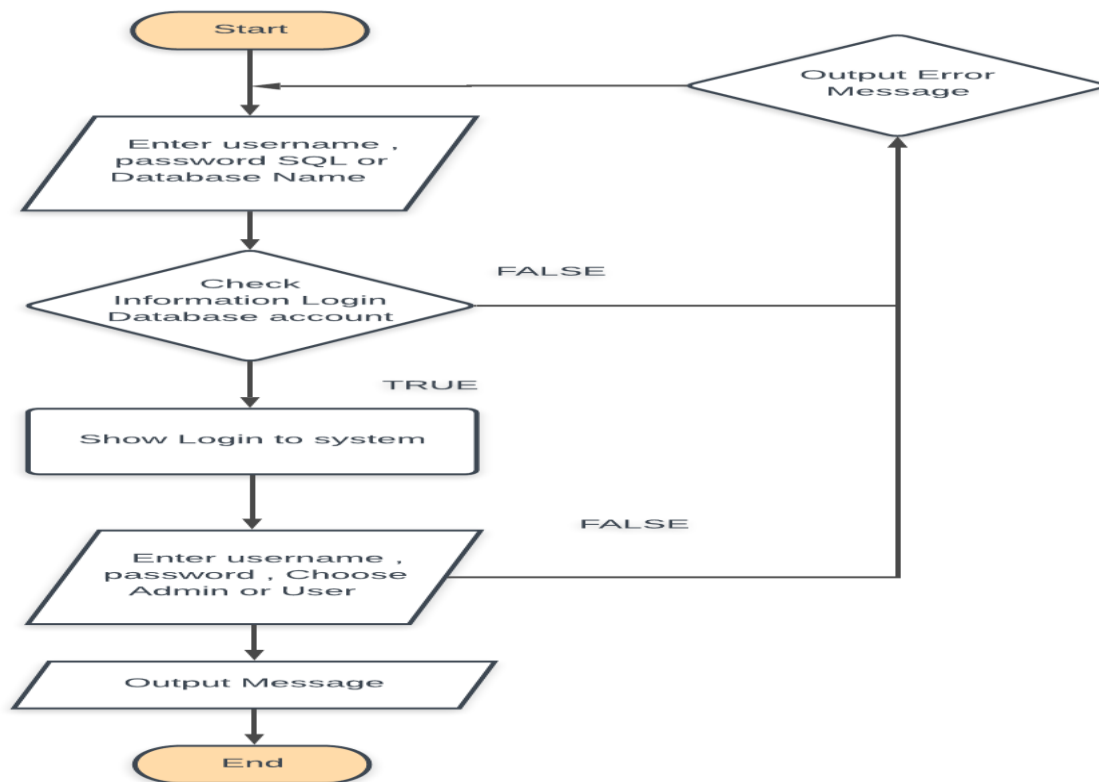 Start
Output Error
Message
Enter username ,
password SQL or
Database Name
Check
Information Login
Database account
FALSE
TRUE
Show Login to system
FALSE
Enter username ,
password , Choose
Admin or User
Output Message
End